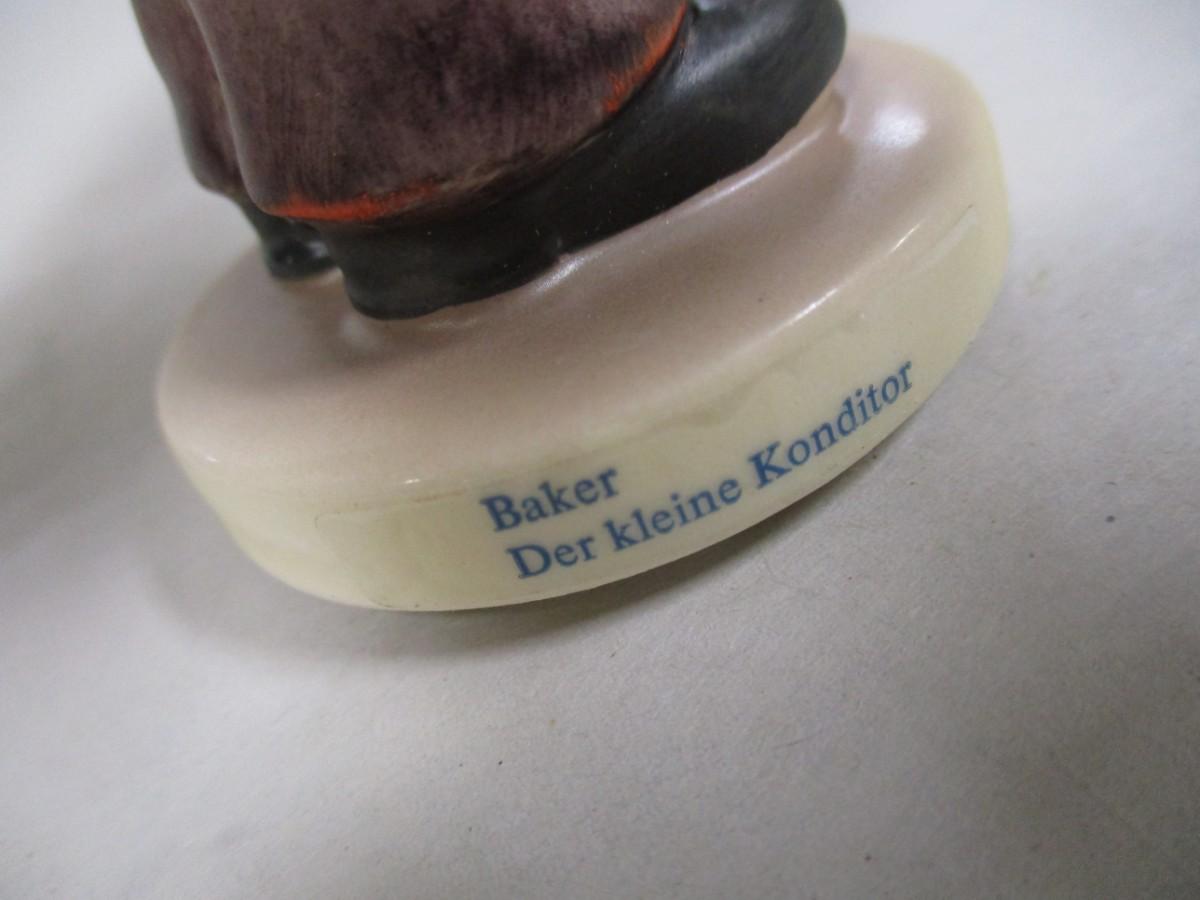 Baker
Der kleine Konditor